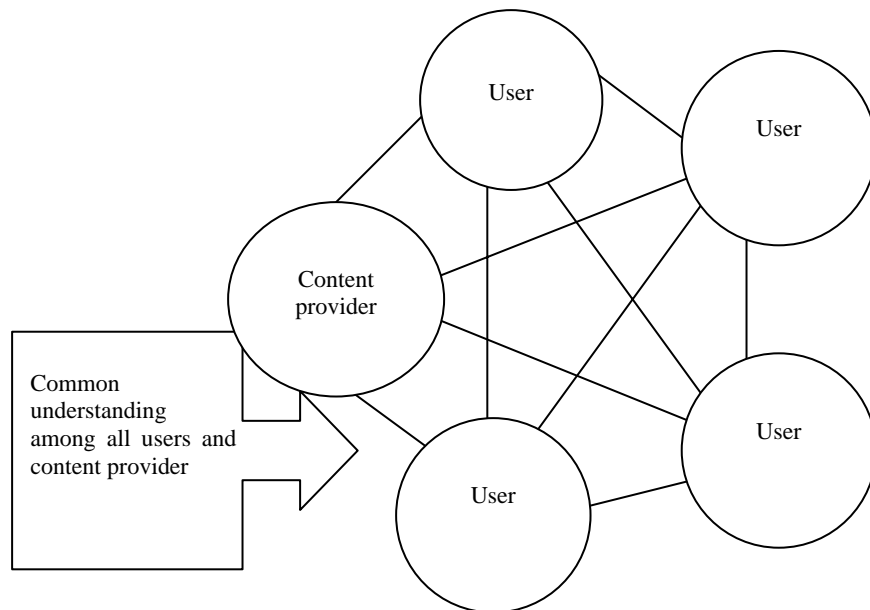 User
User
Content
provider
Common
understanding
among all users and
content provider
User
User